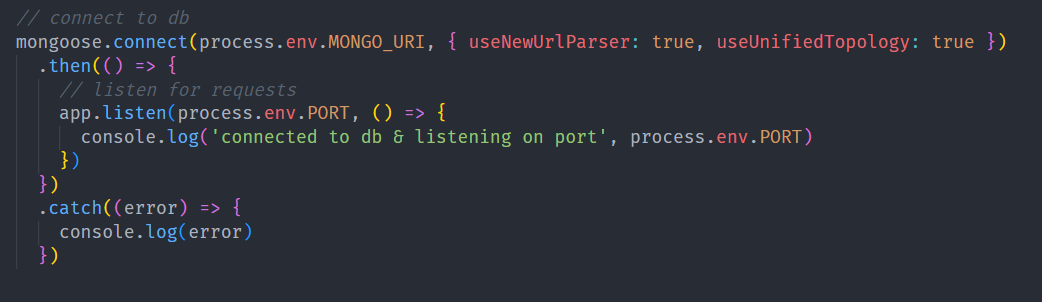 // connect to db
mongoose.connect(process.env.MONGO_URI, { useNewUrlParser: true, useUnifiedTopology: true })
  .then(() => {
    // listen for requests
    app.listen(process.env.PORT, () => {
      console.log('connected to db & listening on port', process.env.PORT)
    })
  })
  .catch((error) => {
    console.log(error)
  })